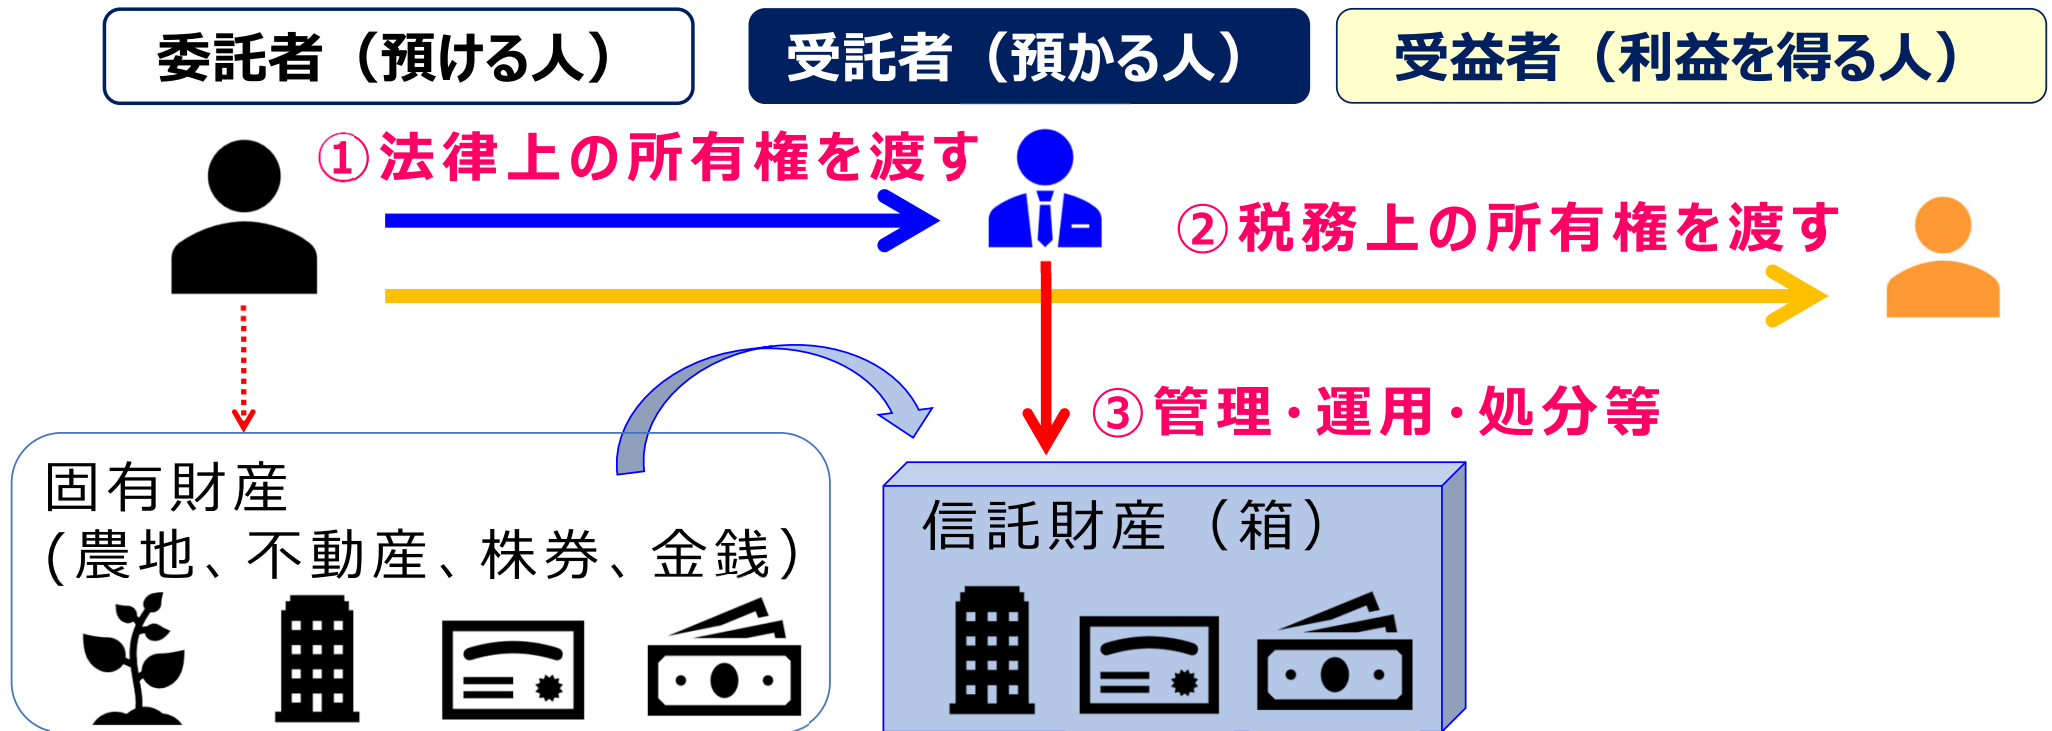 委託者（預ける人）
受託者（預かる人）
受益者（利益を得る人）
①法律上の所有権を渡す
②税務上の所有権を渡す
③管理・運用・処分等
固有財産
(農地、不動産、株券、金銭）
信託財産（箱）